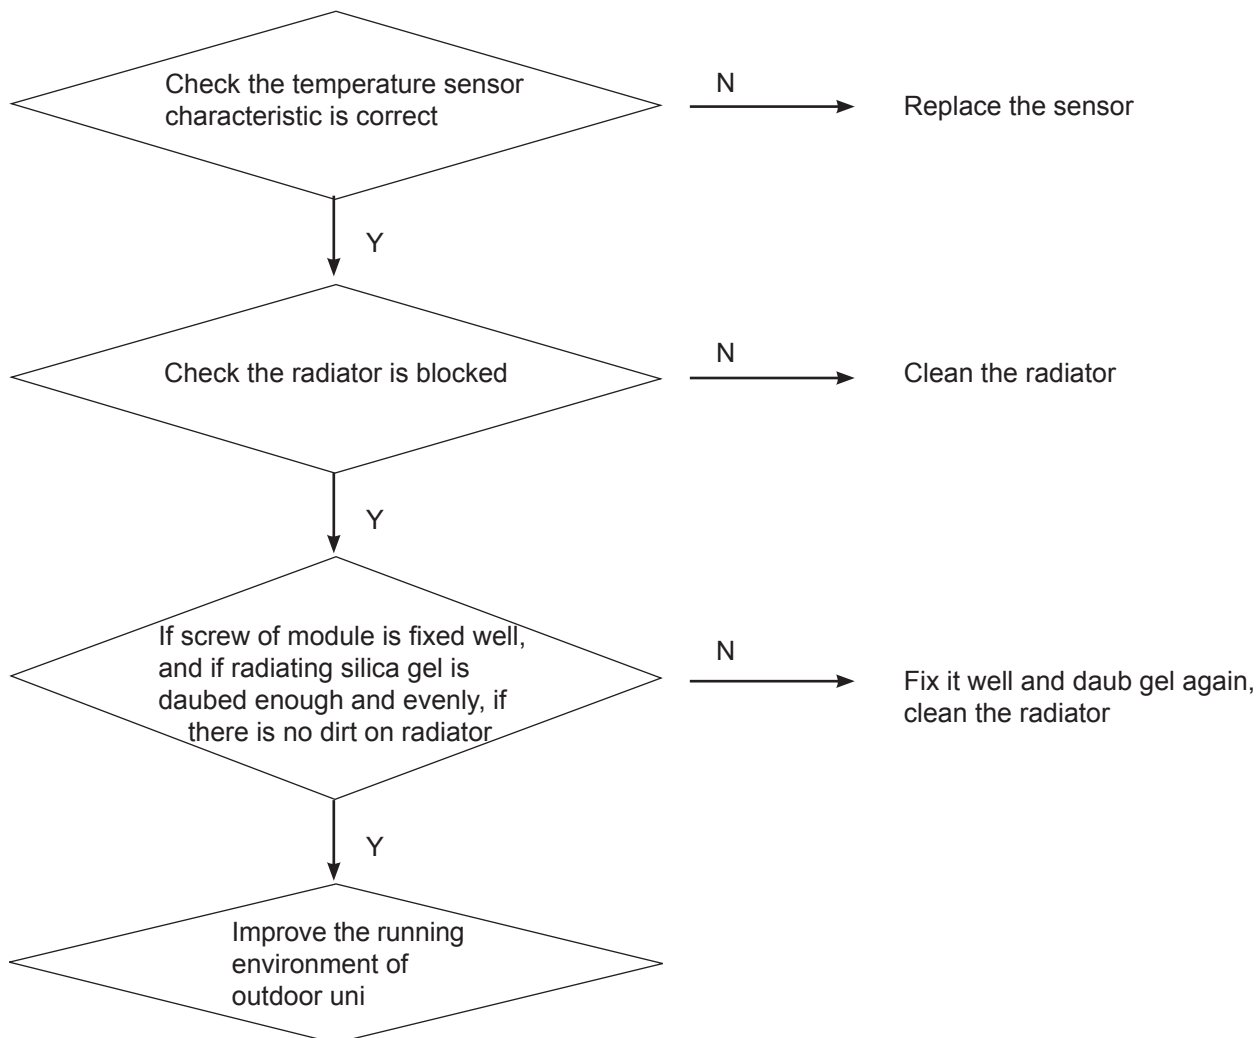 Check the temperature sensor
characteristic is correct
N
Replace the sensor
Y
Check the radiator is blocked
N
Clean the radiator
Y
If screw of module is fixed well,
and if radiating silica gel is
daubed enough and evenly, if
there is no dirt on radiator
N
Fix it well and daub gel again,
clean the radiator
Y
Improve the running
environment of
outdoor uni